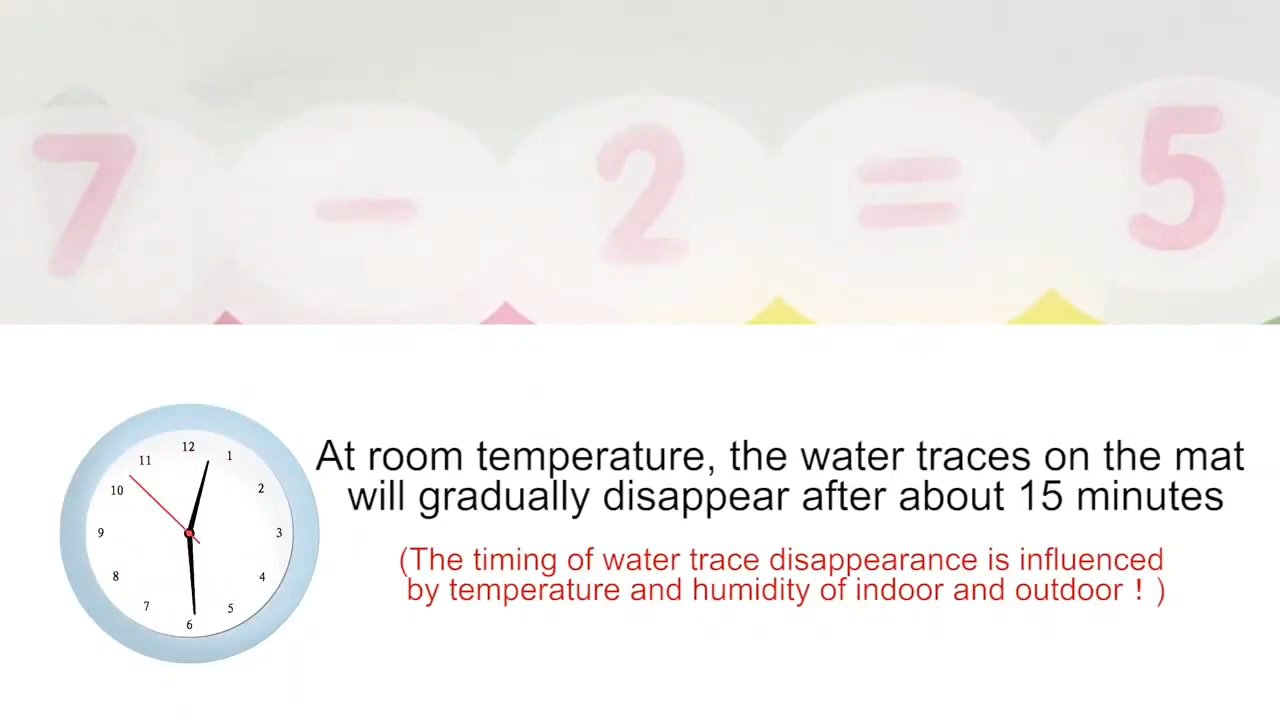 7 - 2 = 5
At room temperature, the water traces on the mat
will gradually disappear after about 15 minutes
(The timing of water trace disappearance is influenced
by temperature and humidity of indoor and outdoor ! )
12
11
1
10
2
9
3
8
4
7
5
6